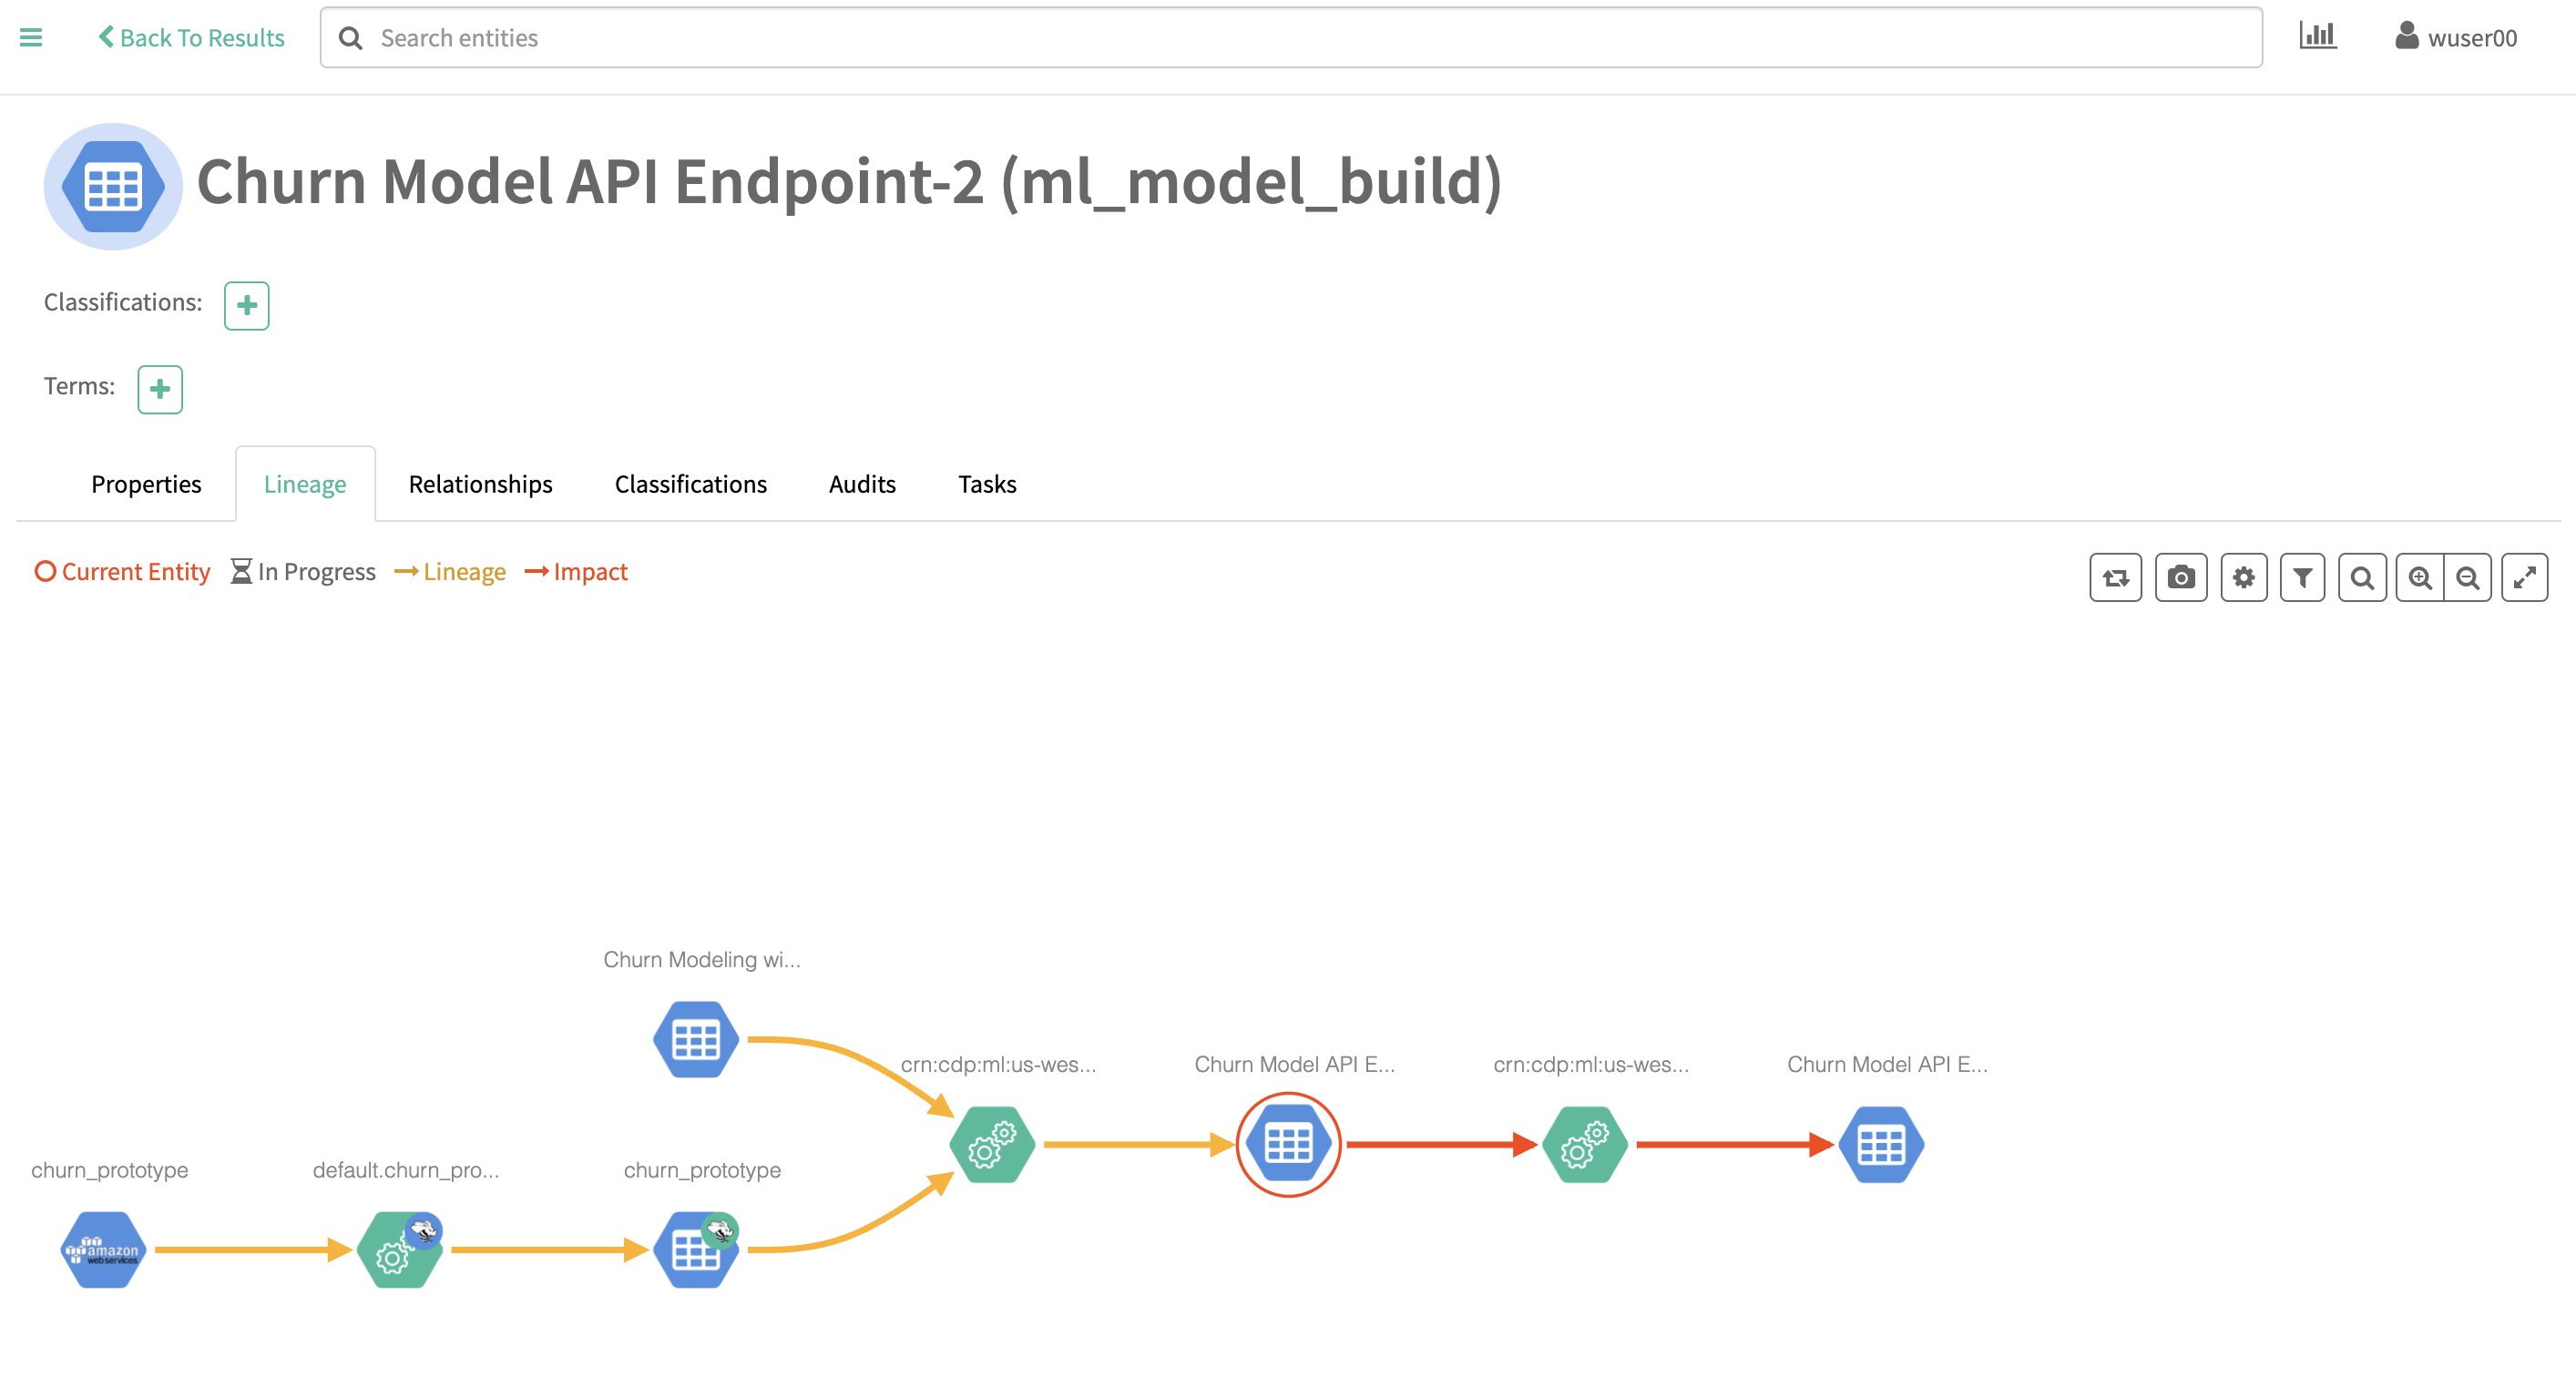 Back To Results
Search entities
wuser00
Churn Model API Endpoint-2 (ml_model_build)
Classifications:
Terms:
Properties Lineage Relationships Classifications Audits Tasks
Current Entity In Progress Lineage Impact
Churn Modeling wi...
crn:cdp:ml:us-wes... Churn Model API E... crn:cdp:ml:us-wes... Churn Model API E...
churn_prototype default.churn_pro... churn_prototype
amazon
webservices